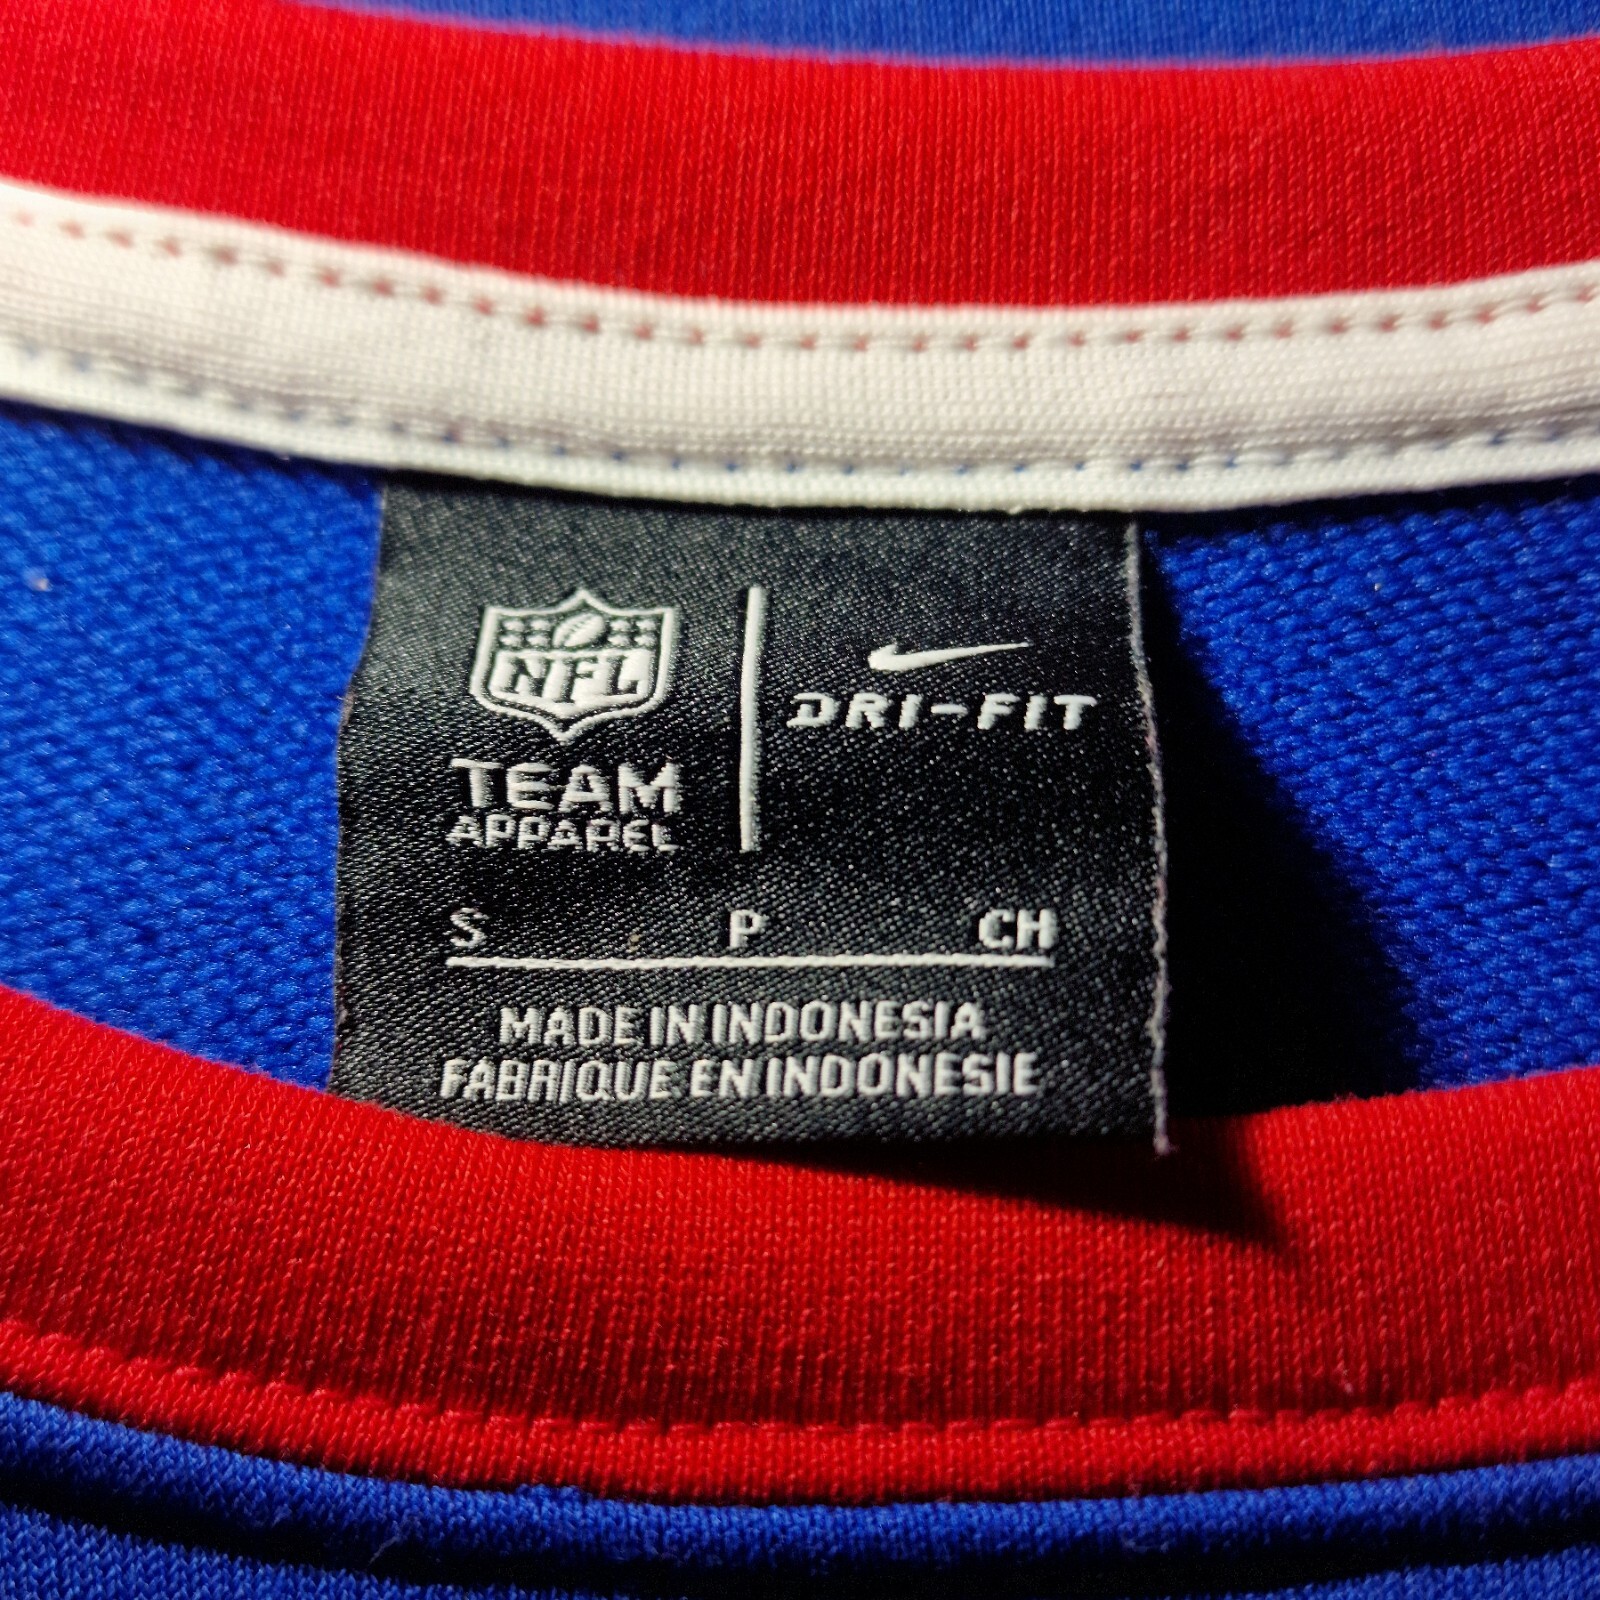 NFL
TEAM
APPAREL
DRI-FIT
S P CH
MADE IN INDONESIA
FABRIQUE EN INDONESIE